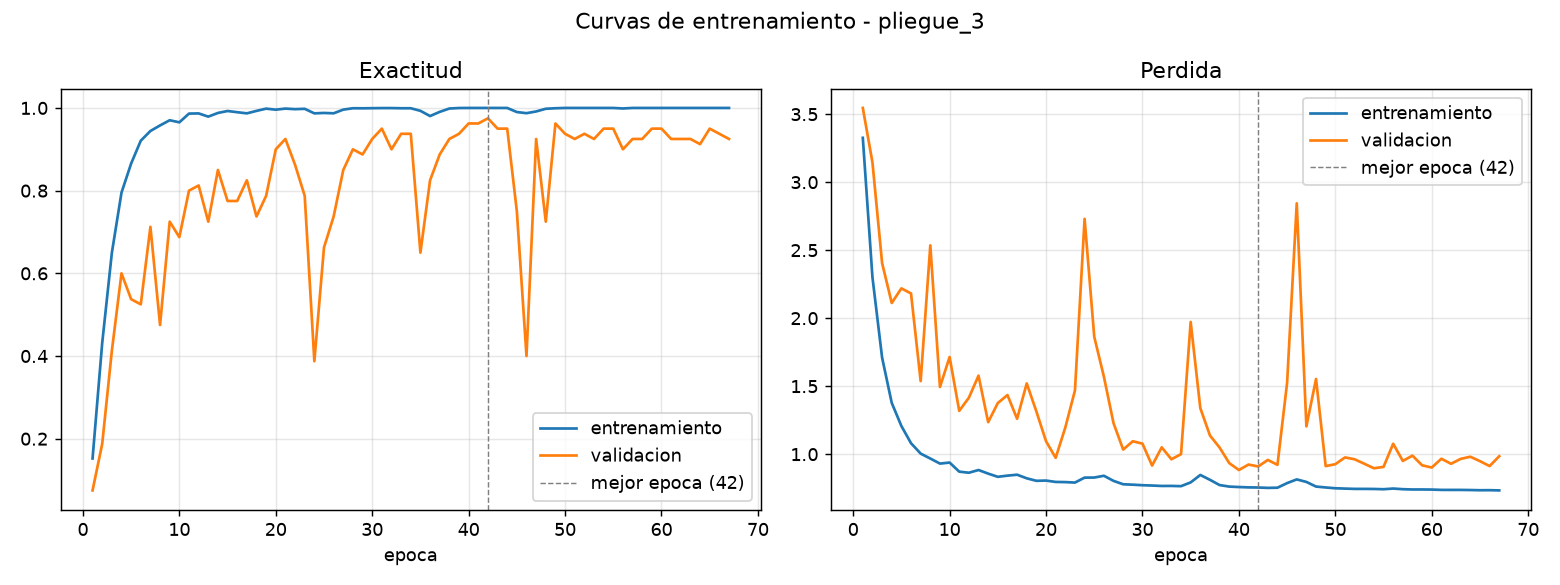 Curvas de entrenamiento - pliegue_3
Exactitud
1.0
0.8
0.6
0.4
0.2
0 10 20 30 40 50 60 70
epoca
entrenamiento
validacion
mejor epoca (42)
Perdida
3.5
3.0
2.5
2.0
1.5
1.0
0 10 20 30 40 50 60 70
epoca
entrenamiento
validacion
mejor epoca (42)